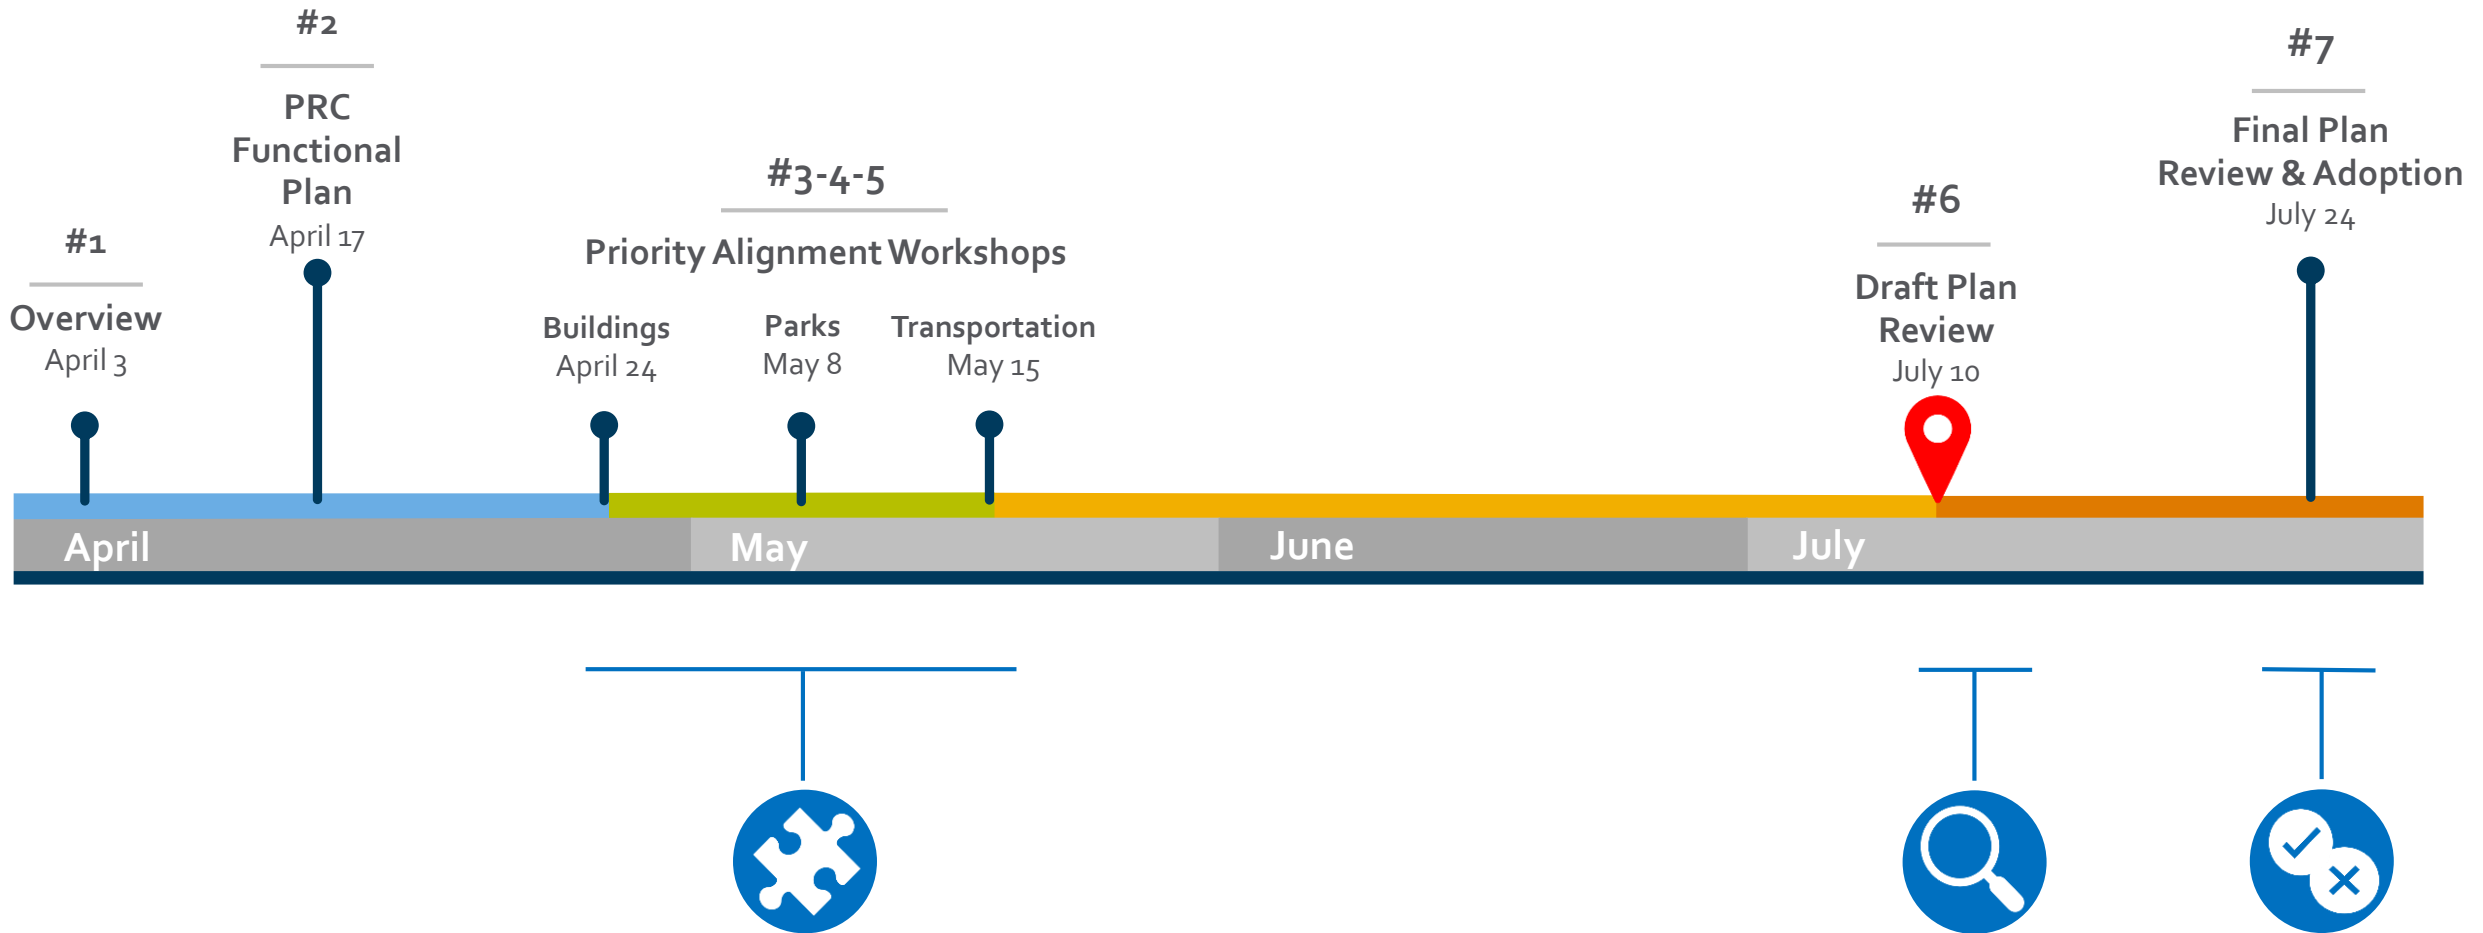 #1
Overview
April 3
#2
PRC
Functional
Plan
April 17
#3-4-5
Priority Alignment Workshops
Buildings
April 24
Parks
May 8
Transportation
May 15
#6
Draft Plan
Review
July 10
#7
Final Plan
Review & Adoption
July 24
April
May
June
July